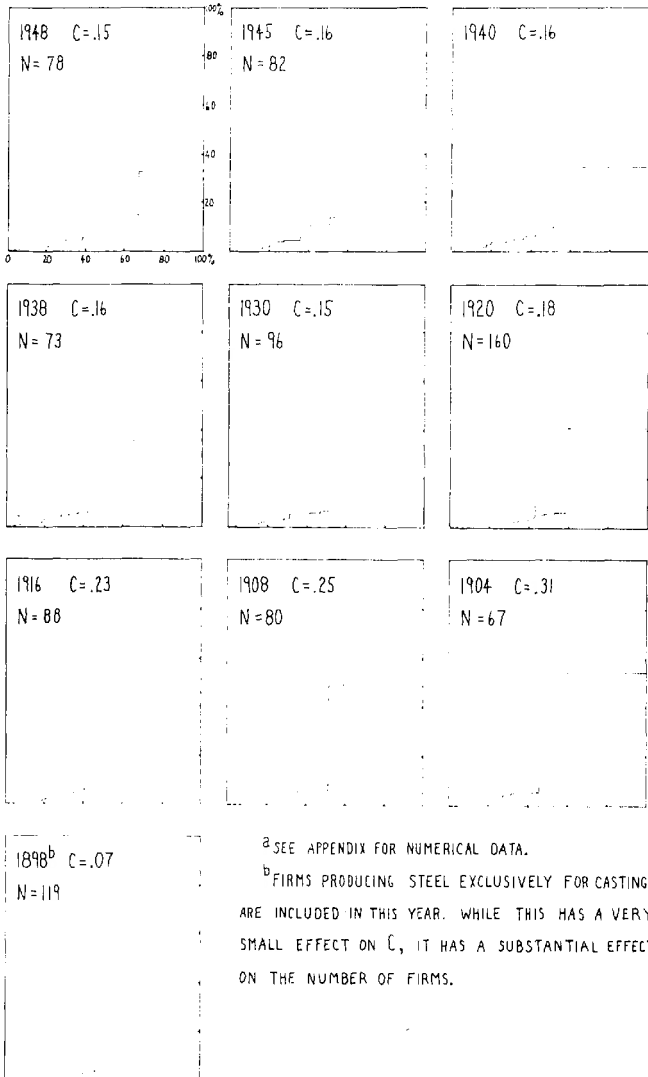 1948 C=.15
N=78
100%
80
60
40
20
0 20 40 60 80 100%
1945 C=.16
N=82
1940 C=.16
1938 C=.16
N=73
1930 C=.15
N=96
1920 C=.18
N=160
1916 C=.23
N=88
1908 C=.25
N=80
1904 C=.31
N=67
1898b C=.07
N=119
a SEE APPENDIX FOR NUMERICAL DATA.
b FIRMS PRODUCING STEEL EXCLUSIVELY FOR CASTING
ARE INCLUDED IN THIS YEAR. WHILE THIS HAS A VERY
SMALL EFFECT ON C, IT HAS A SUBSTANTIAL EFFECT
ON THE NUMBER OF FIRMS.